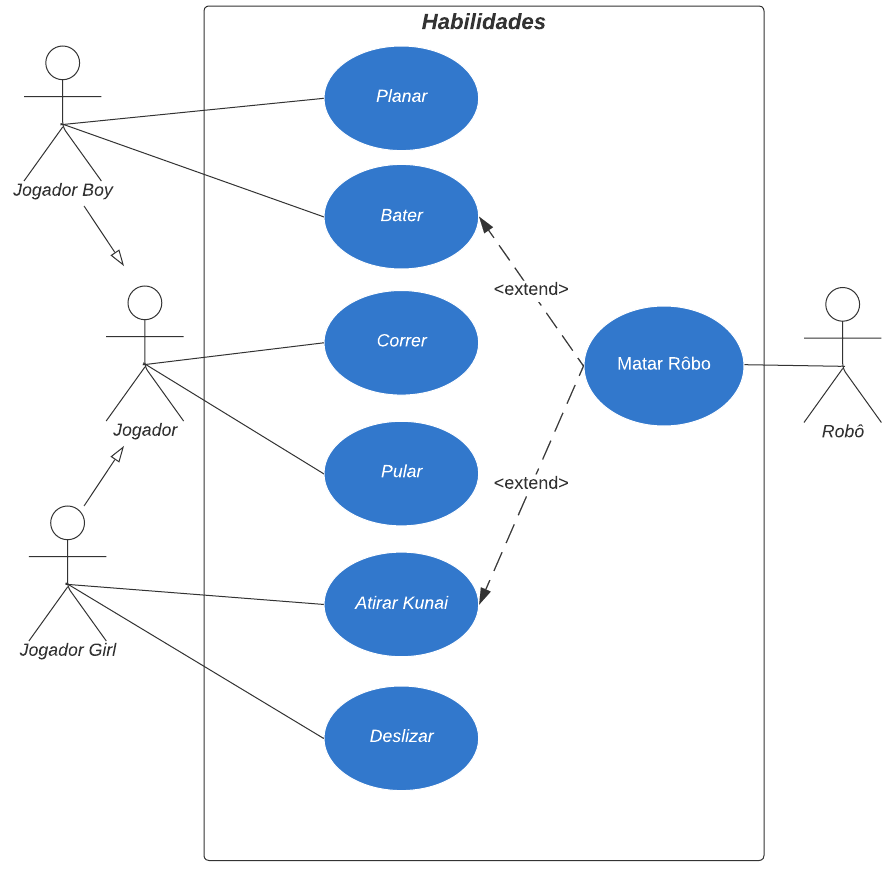 Habilidades
Planar
Jogador Boy
Bater
<extend>
Correr
Matar Rôbo
Jogador
Robô
Pular
<extend>
Atirar Kunai
Jogador Girl
Deslizar